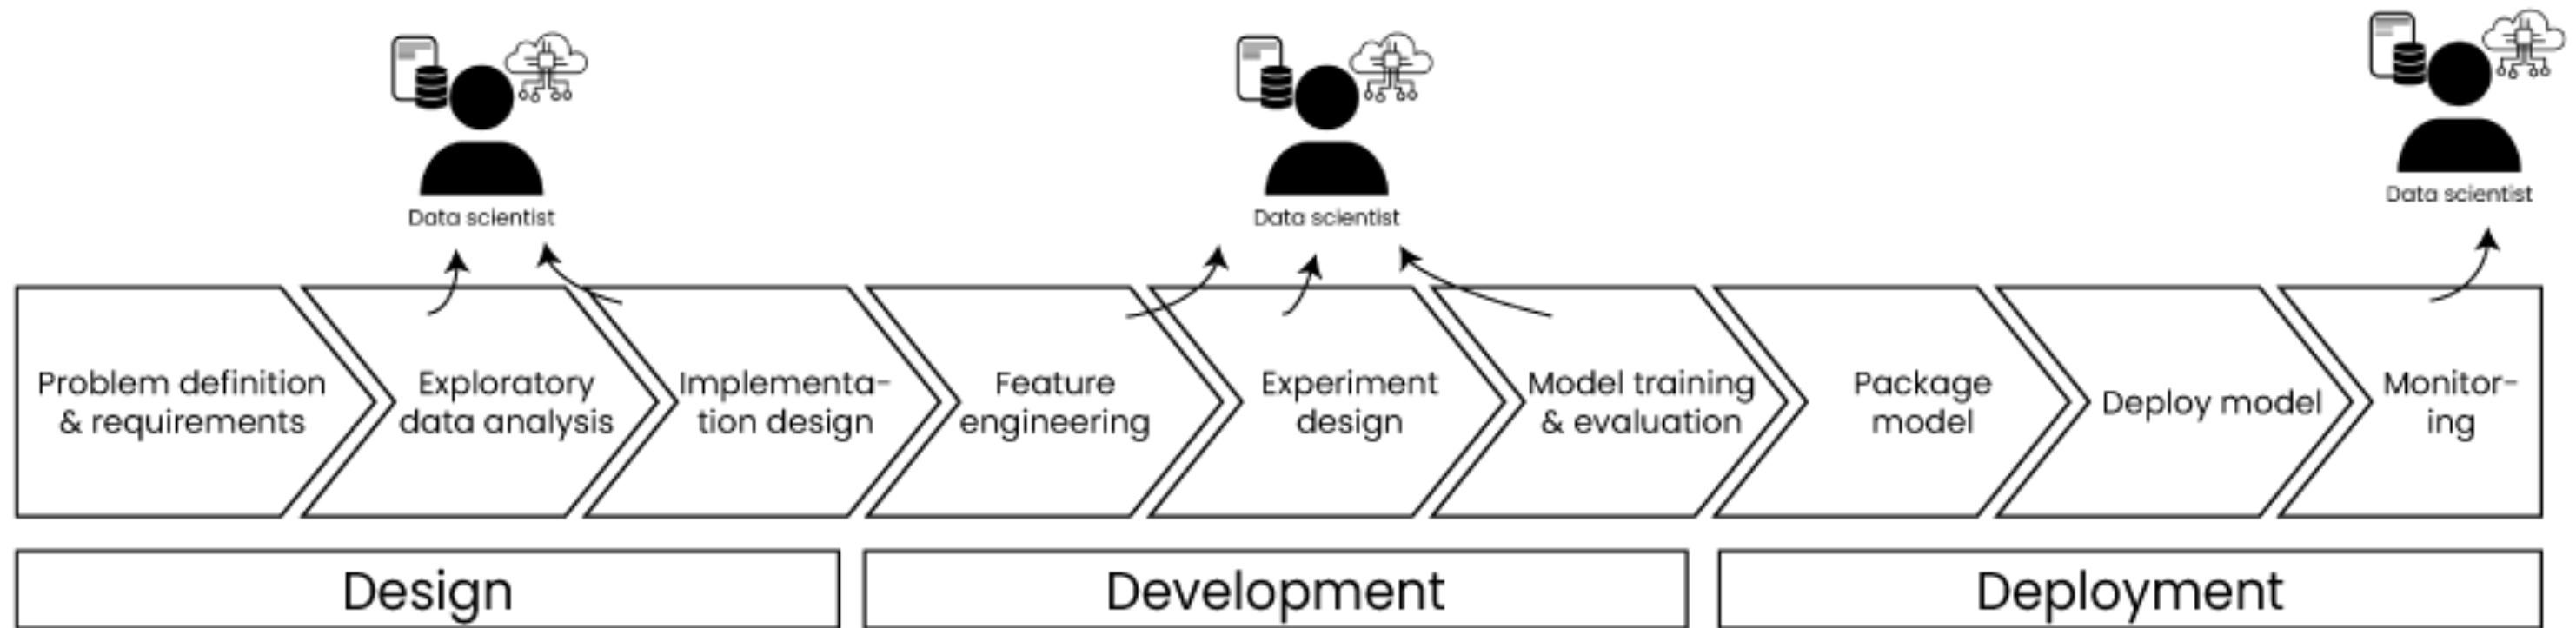 Data scientist
Data scientist
Data scientist
Problem definition
& requirements
Exploratory
data analysis
Implementa-
tion design
Feature
engineering
Experiment
design
Model training
& evaluation
Package
model
Deploy model
Monitor-
ing
Design
Development
Deployment